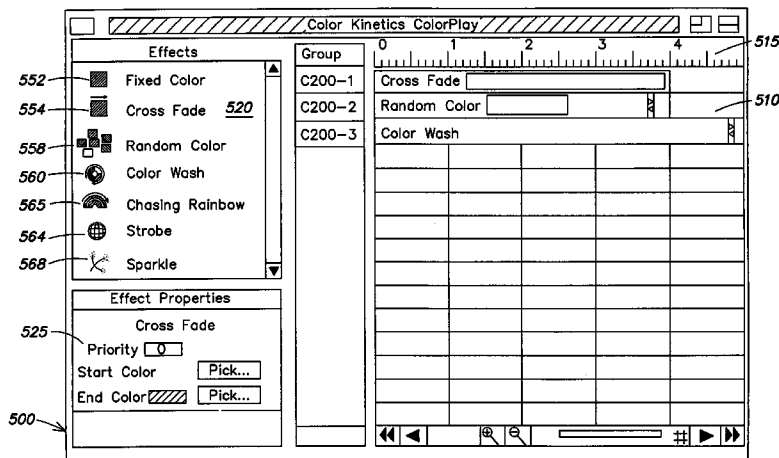 Color Kinetics ColorPlay
Effects
552 Fixed Color
554 Cross Fade 520
558 Random Color
560 Color Wash
565 Chasing Rainbow
564 Strobe
568 Sparkle
Effect Properties
Cross Fade
525
Priority 0
Start Color Pick...
End Color Pick...
500
Group
C200-1
C200-2
C200-3
0 1 2 3 4
515
Cross Fade
Random Color
510
Color Wash